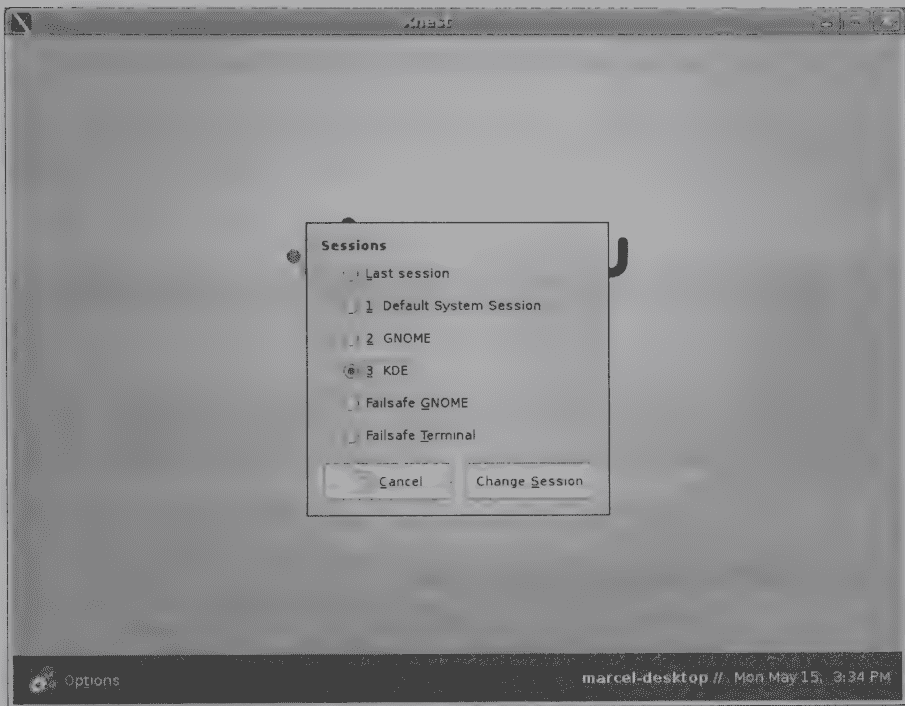 Xnest
Sessions
Last session
1 Default System Session
2 GNOME
3 KDE
Failsafe GNOME
Failsafe Terminal
Cancel
Change Session
Options
marcel-desktop // Mon May 15, 3:34 PM